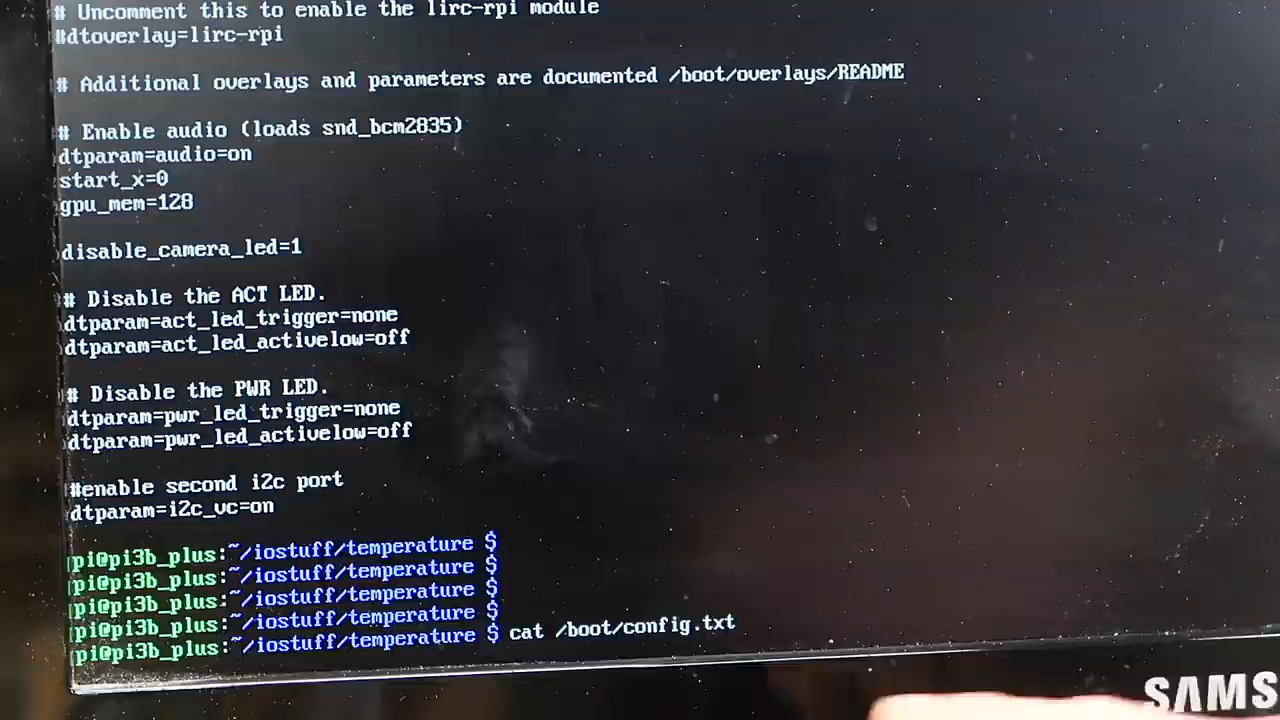 # Uncomment this to enable the lirc-rpi module
#dtoverlay=lirc-rpi
# Additional overlays and parameters are documented /boot/overlays/README
# Enable audio (loads snd_bcm2835)
dtparam=audio=on
start_x=0
gpu_mem=128
disable_camera_led=1
# Disable the ACT LED.
dtparam=act_led_trigger=none
dtparam=act_led_activelow=off
# Disable the PWR LED.
dtparam=pwr_led_trigger=none
dtparam=pwr_led_activelow=off
#enable second i2c port
dtparam=i2c_vc=on
pi@pi3b_plus:~/iostuff/temperature $
pi@pi3b_plus:~/iostuff/temperature $
pi@pi3b_plus:~/iostuff/temperature $
pi@pi3b_plus:~/iostuff/temperature $
pi@pi3b_plus:~/iostuff/temperature $ cat /boot/config.txt
SAMS